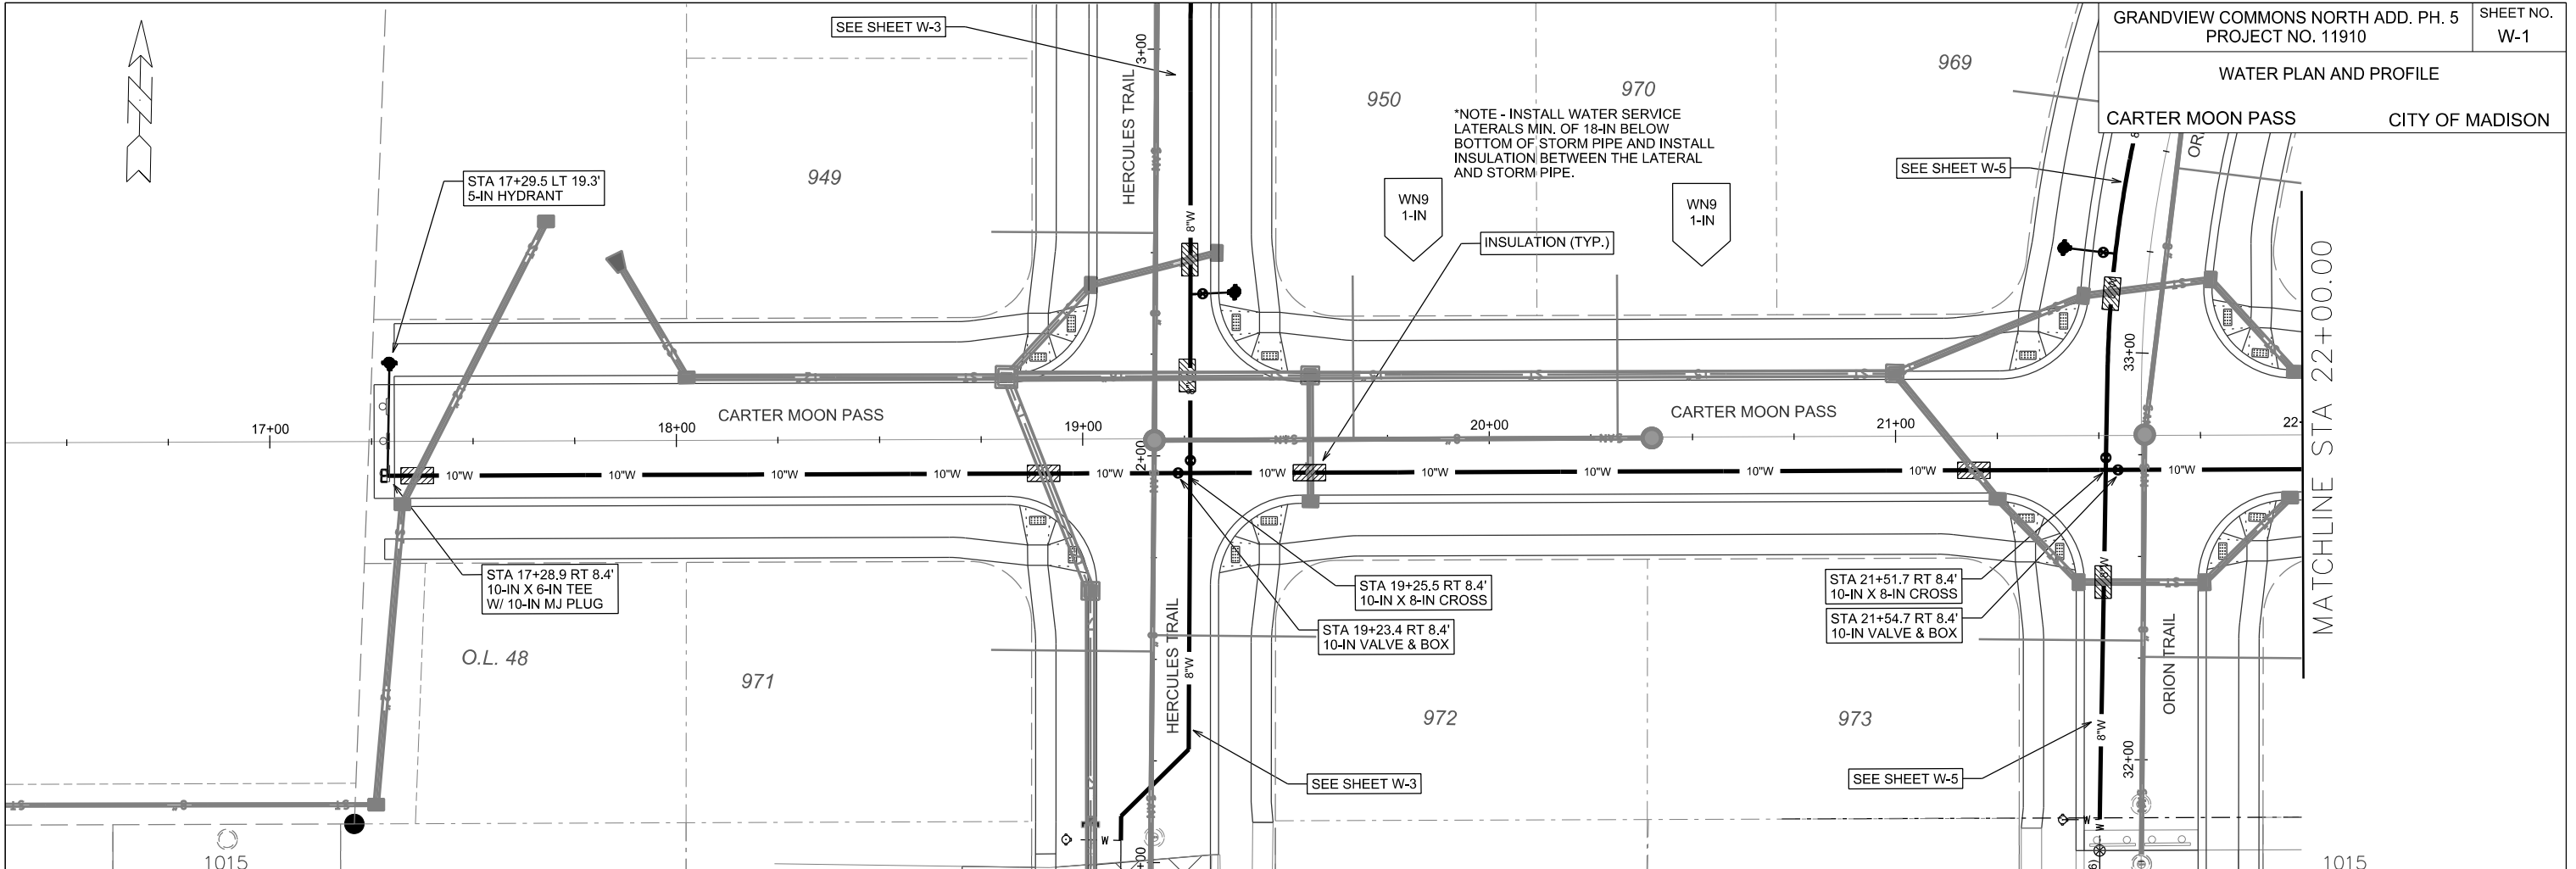 GRANDVIEW COMMONS NORTH ADD. PH. 5
PROJECT NO. 11910
SHEET NO.
W-1
WATER PLAN AND PROFILE
CARTER MOON PASS
CITY OF MADISON
SEE SHEET W-3
3+00
HERCULES TRAIL
8"W
949
950
970
969
*NOTE - INSTALL WATER SERVICE
LATERALS MIN. OF 18-IN BELOW
BOTTOM OF STORM PIPE AND INSTALL
INSULATION BETWEEN THE LATERAL
AND STORM PIPE.
WN9
1-IN
WN9
1-IN
INSULATION (TYP.)
SEE SHEET W-5
STA 17+29.5 LT 19.3'
5-IN HYDRANT
MATCHLINE STA 22+00.00
33+00
CARTER MOON PASS
CARTER MOON PASS
17+00
18+00
19+00
20+00
21+00
22-
2+00
10"W
10"W
10"W
10"W
10"W
10"W
10"W
10"W
10"W
10"W
10"W
STA 17+28.9 RT 8.4'
10-IN X 6-IN TEE
W/ 10-IN MJ PLUG
STA 19+25.5 RT 8.4'
10-IN X 8-IN CROSS
STA 19+23.4 RT 8.4'
10-IN VALVE & BOX
STA 21+51.7 RT 8.4'
10-IN X 8-IN CROSS
STA 21+54.7 RT 8.4'
10-IN VALVE & BOX
8"W
O.L. 48
971
HERCULES TRAIL
8"W
972
973
ORION TRAIL
8"W
SEE SHEET W-3
SEE SHEET W-5
32+00
W
W
W
1015
+00
1015